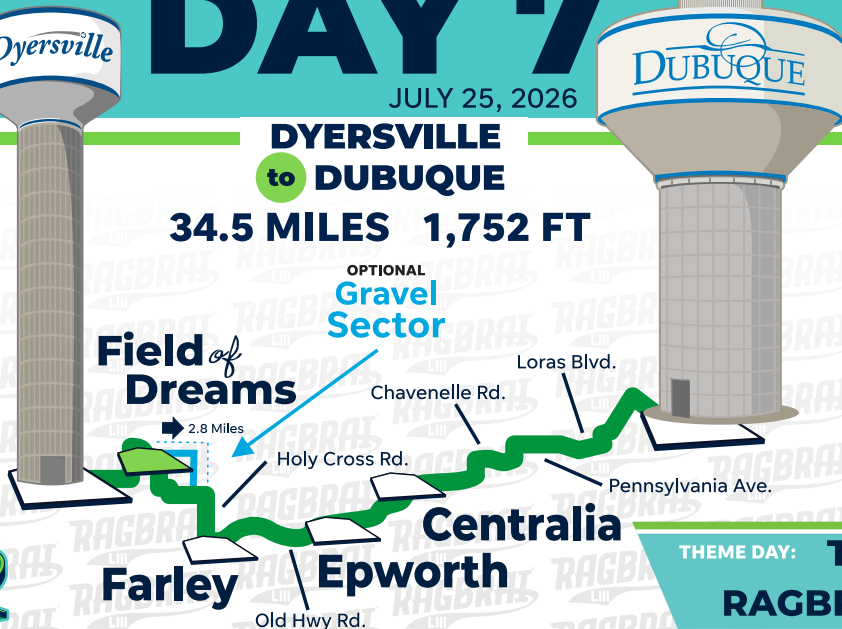 DAY 7
Dyersville
DUBUQUE
JULY 25, 2026
DYERSVILLE
to DUBUQUE
34.5 MILES 1,752 FT
OPTIONAL
Gravel
Sector
Field of
Dreams
2.8 Miles
Loras Blvd.
Chavenelle Rd.
Holy Cross Rd.
Pennsylvania Ave.
Centralia
Epworth
Farley
Old Hwy Rd.
THEME DAY:
RAGBRAI
LIII